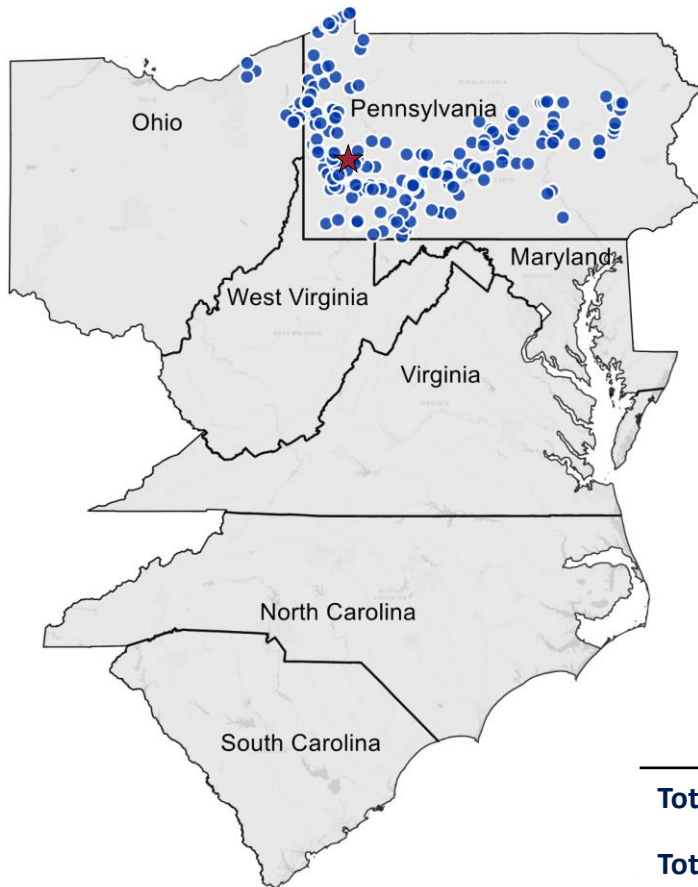 Ohio
Pennsylvania
Maryland
West Virginia
Virginia
North Carolina
South Carolina
Tot
Tot